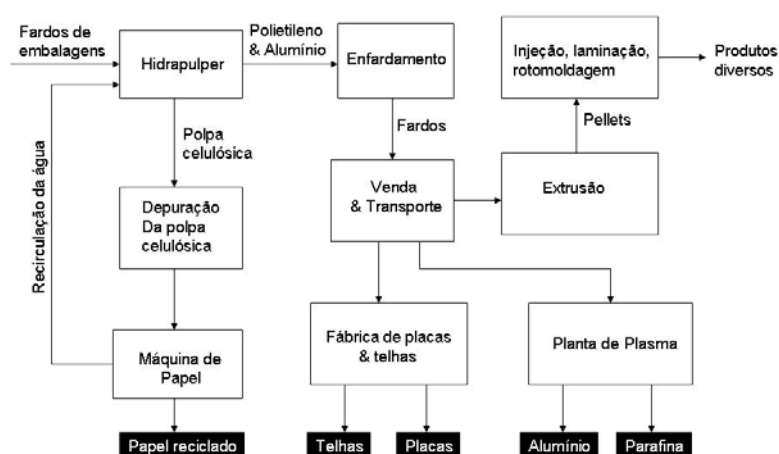 Fardos de
embalagens
Hidrapulper
Polietileno
& Alumínio
Enfardamento
Injeção, laminação,
rotomoldagem
Produtos
diversos
Polpa
celulósica
Fardos
Pellets
Recirculação da água
Depuração
Da polpa
celulósica
Venda
& Transporte
Extrusão
Máquina de
Papel
Fábrica de placas
& telhas
Planta de Plasma
Papel reciclado
Telhas
Placas
Alumínio
Parafina